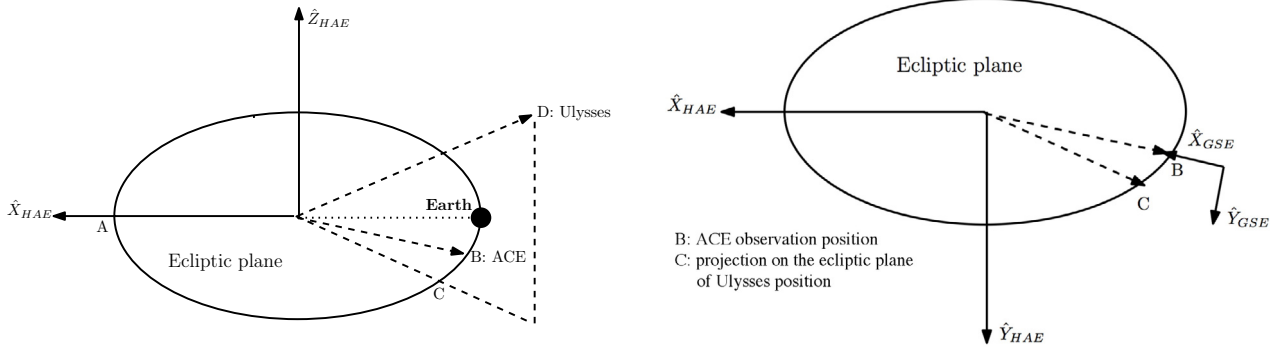 Ẑ_HAE
D: Ulysses
X̂_HAE
A
Earth
B: ACE
Ecliptic plane
C
Ecliptic plane
X̂_HAE
X̂_GSE
B
C
Ŷ_GSE
B: ACE observation position
C: projection on the ecliptic plane
of Ulysses position
Ŷ_HAE